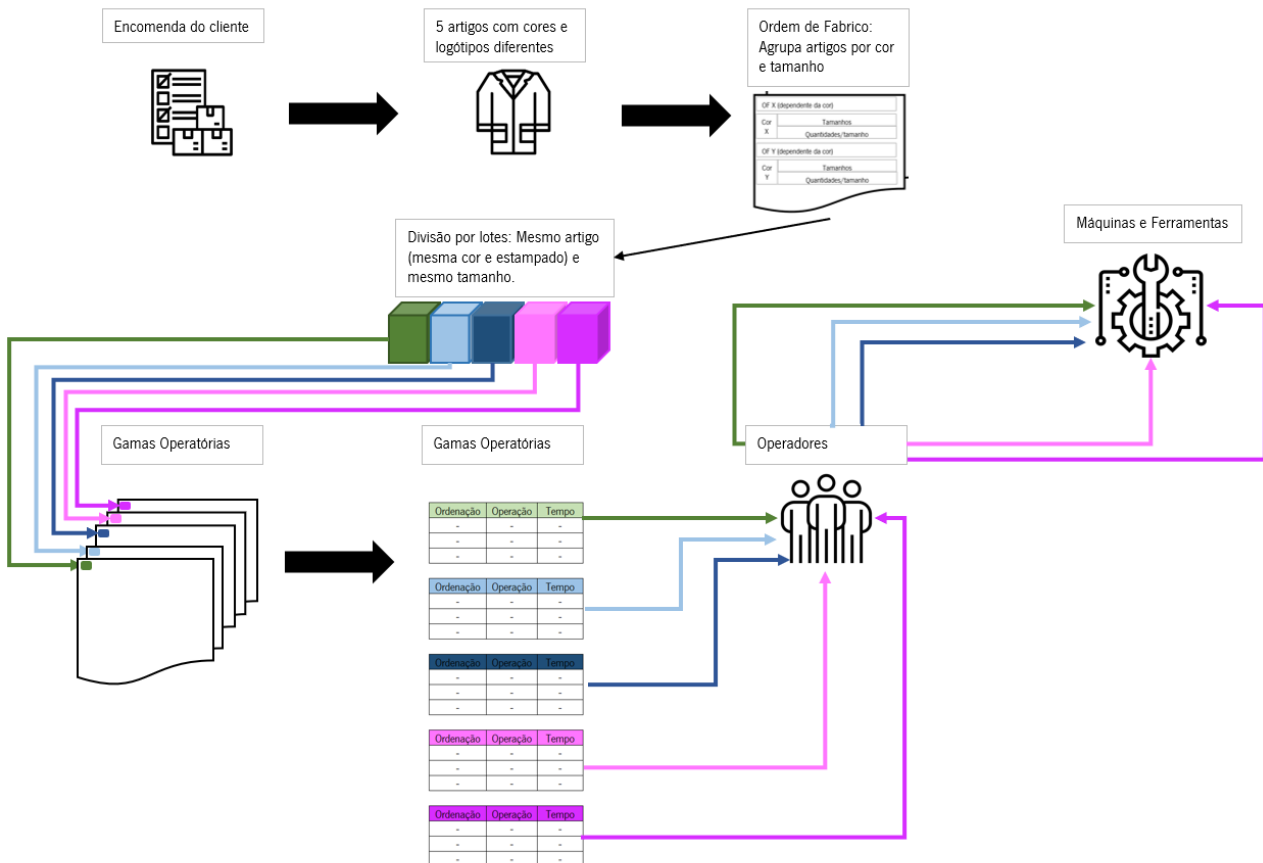 Encomenda do cliente
5 artigos com cores e
logótipos diferentes
Ordem de Fabrico:
Agrupa artigos por cor
e tamanho
OF X (dependente da cor)
Cor
X
Tamanhos
Quantidades/tamanho
OF Y (dependente da cor)
Cor
Y
Tamanhos
Quantidades/tamanho
Divisão por lotes: Mesmo artigo
(mesma cor e estampado) e
mesmo tamanho.
Máquinas e Ferramentas
Gamas Operatórias
Gamas Operatórias
Operadores
Ordenação Operação Tempo
- - -
- - -
- - -
Ordenação Operação Tempo
- - -
- - -
- - -
Ordenação Operação Tempo
- - -
- - -
- - -
Ordenação Operação Tempo
- - -
- - -
- - -
Ordenação Operação Tempo
- - -
- - -
- - -